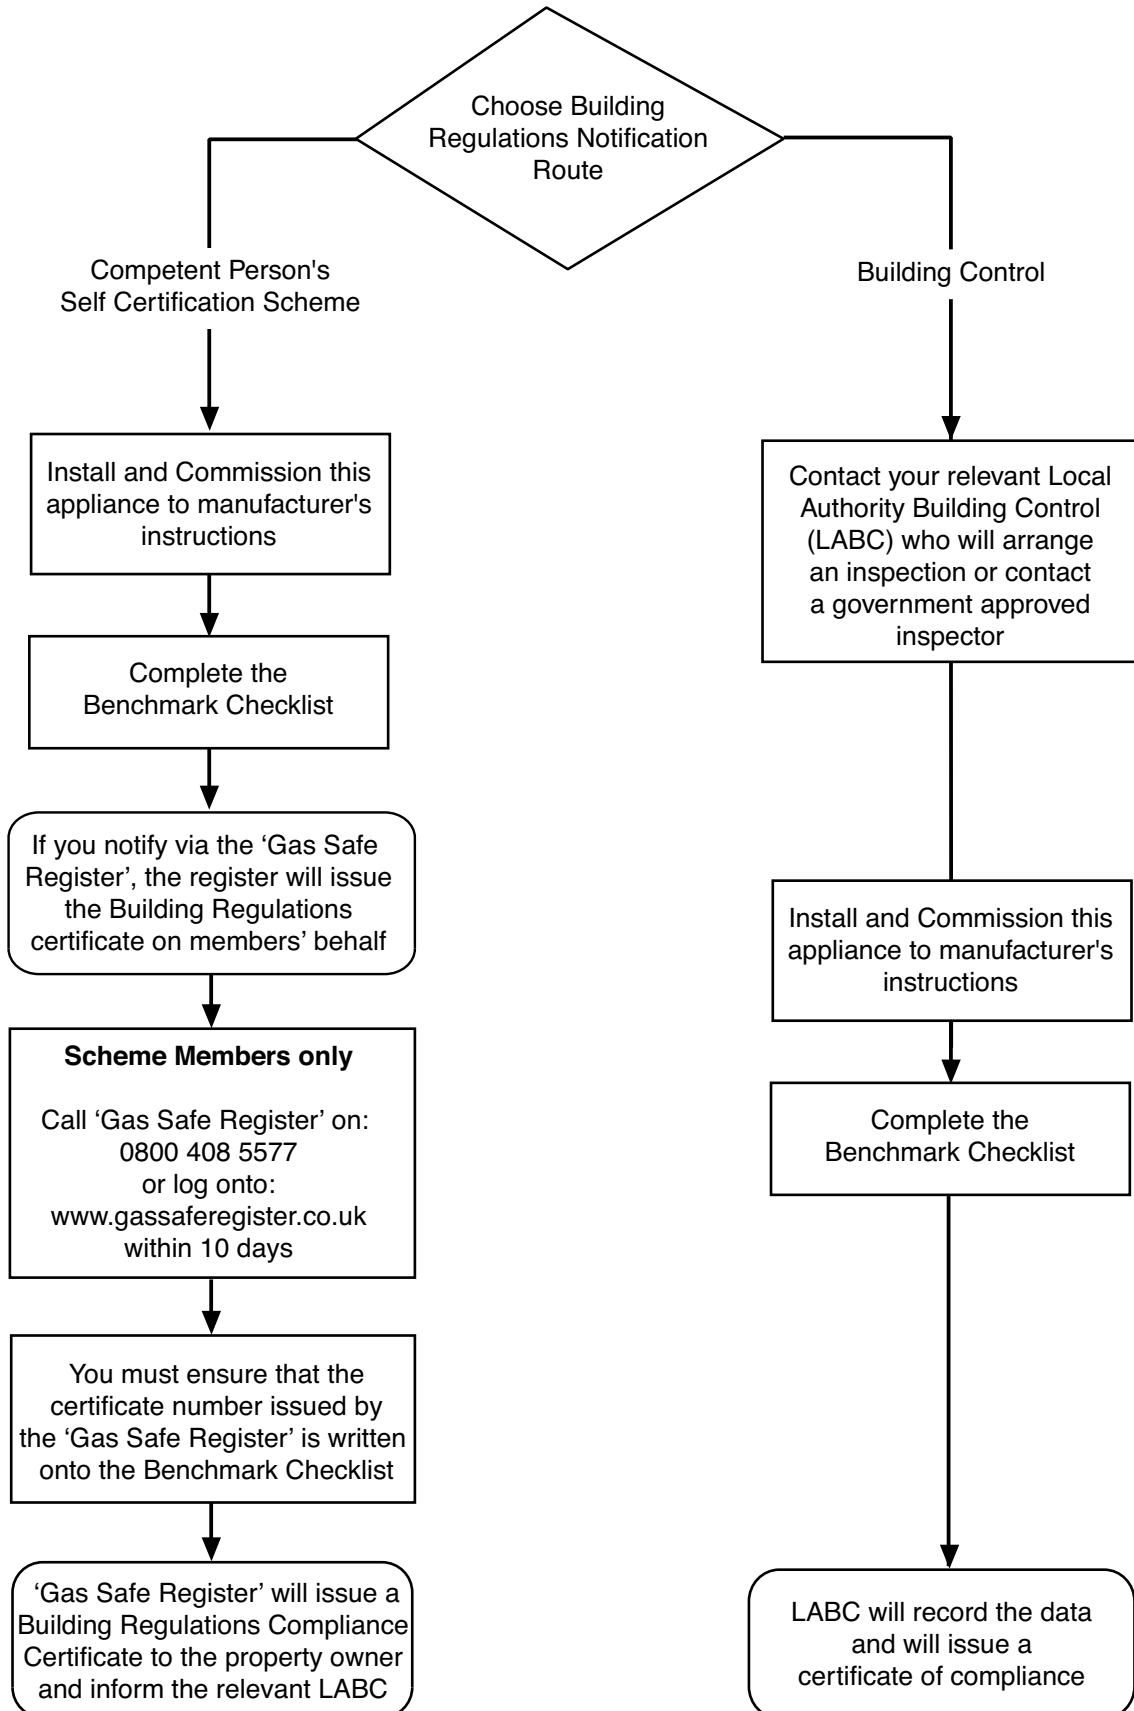 Choose Building
Regulations Notification
Route
Competent Person's
Self Certification Scheme
Building Control
Install and Commission this
appliance to manufacturer's
instructions
Contact your relevant Local
Authority Building Control
(LABC) who will arrange
an inspection or contact
a government approved
inspector
Complete the
Benchmark Checklist
If you notify via the ‘Gas Safe
Register’, the register will issue
the Building Regulations
certificate on members’ behalf
Install and Commission this
appliance to manufacturer's
instructions
Scheme Members only
Call ‘Gas Safe Register’ on:
0800 408 5577
or log onto:
www.gassaferegister.co.uk
within 10 days
Complete the
Benchmark Checklist
You must ensure that the
certificate number issued by
the ‘Gas Safe Register’ is written
onto the Benchmark Checklist
‘Gas Safe Register’ will issue a
Building Regulations Compliance
Certificate to the property owner
and inform the relevant LABC
LABC will record the data
and will issue a
certificate of compliance